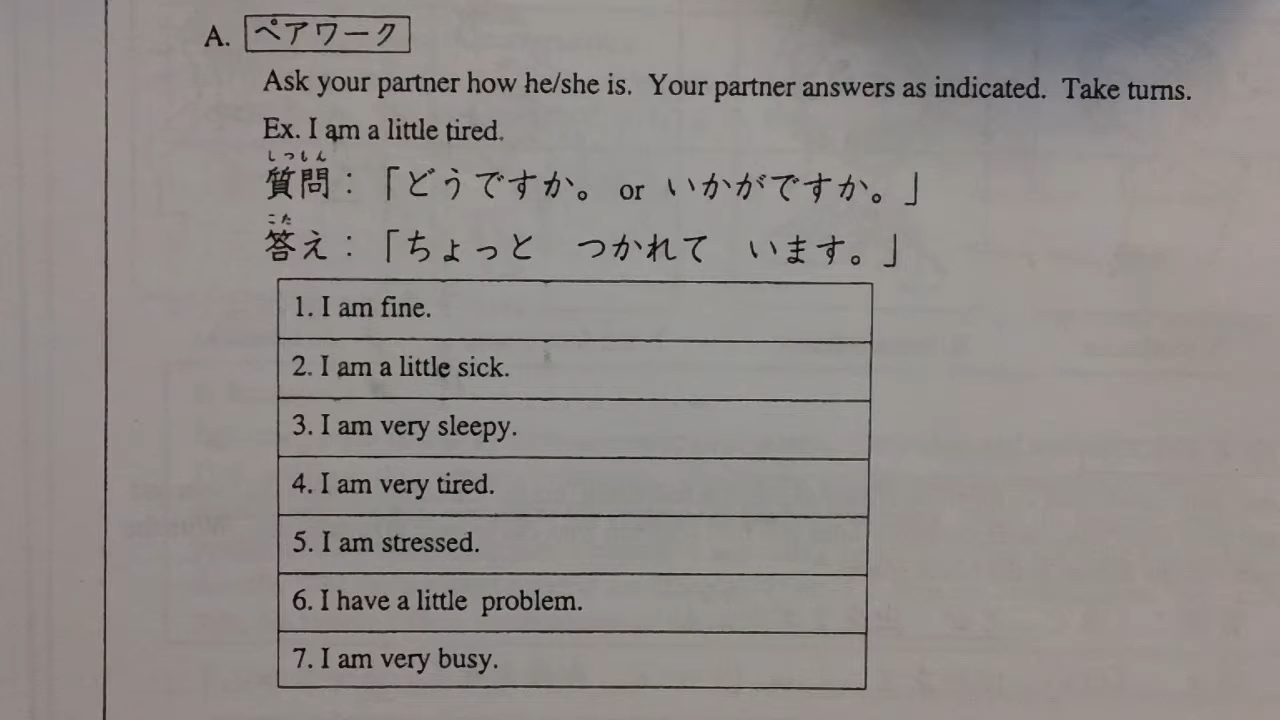 A. ペアワーク
Ask your partner how he/she is. Your partner answers as indicated. Take turns.
Ex. I am a little tired.
しつもん
質問：「どうですか。 or いかがですか。」
こた
答え：「ちょっと つかれて います。」
1. I am fine.
2. I am a little sick.
3. I am very sleepy.
4. I am very tired.
5. I am stressed.
6. I have a little problem.
7. I am very busy.